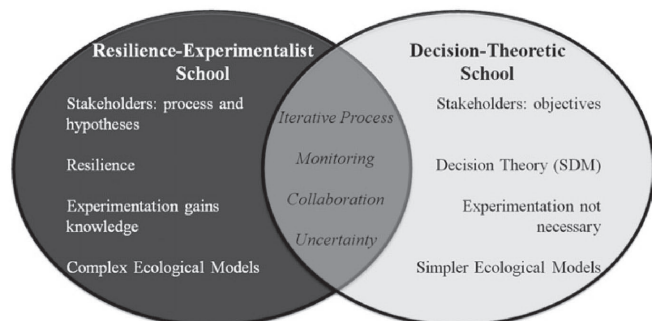 Resilience-Experimentalist
School
Stakeholders: process and
hypotheses
Resilience
Experimentation gains
knowledge
Complex Ecological Models
Iterative Process
Monitoring
Collaboration
Uncertainty
Decision-Theoretic
School
Stakeholders: objectives
Decision Theory (SDM)
Experimentation not
necessary
Simpler Ecological Models